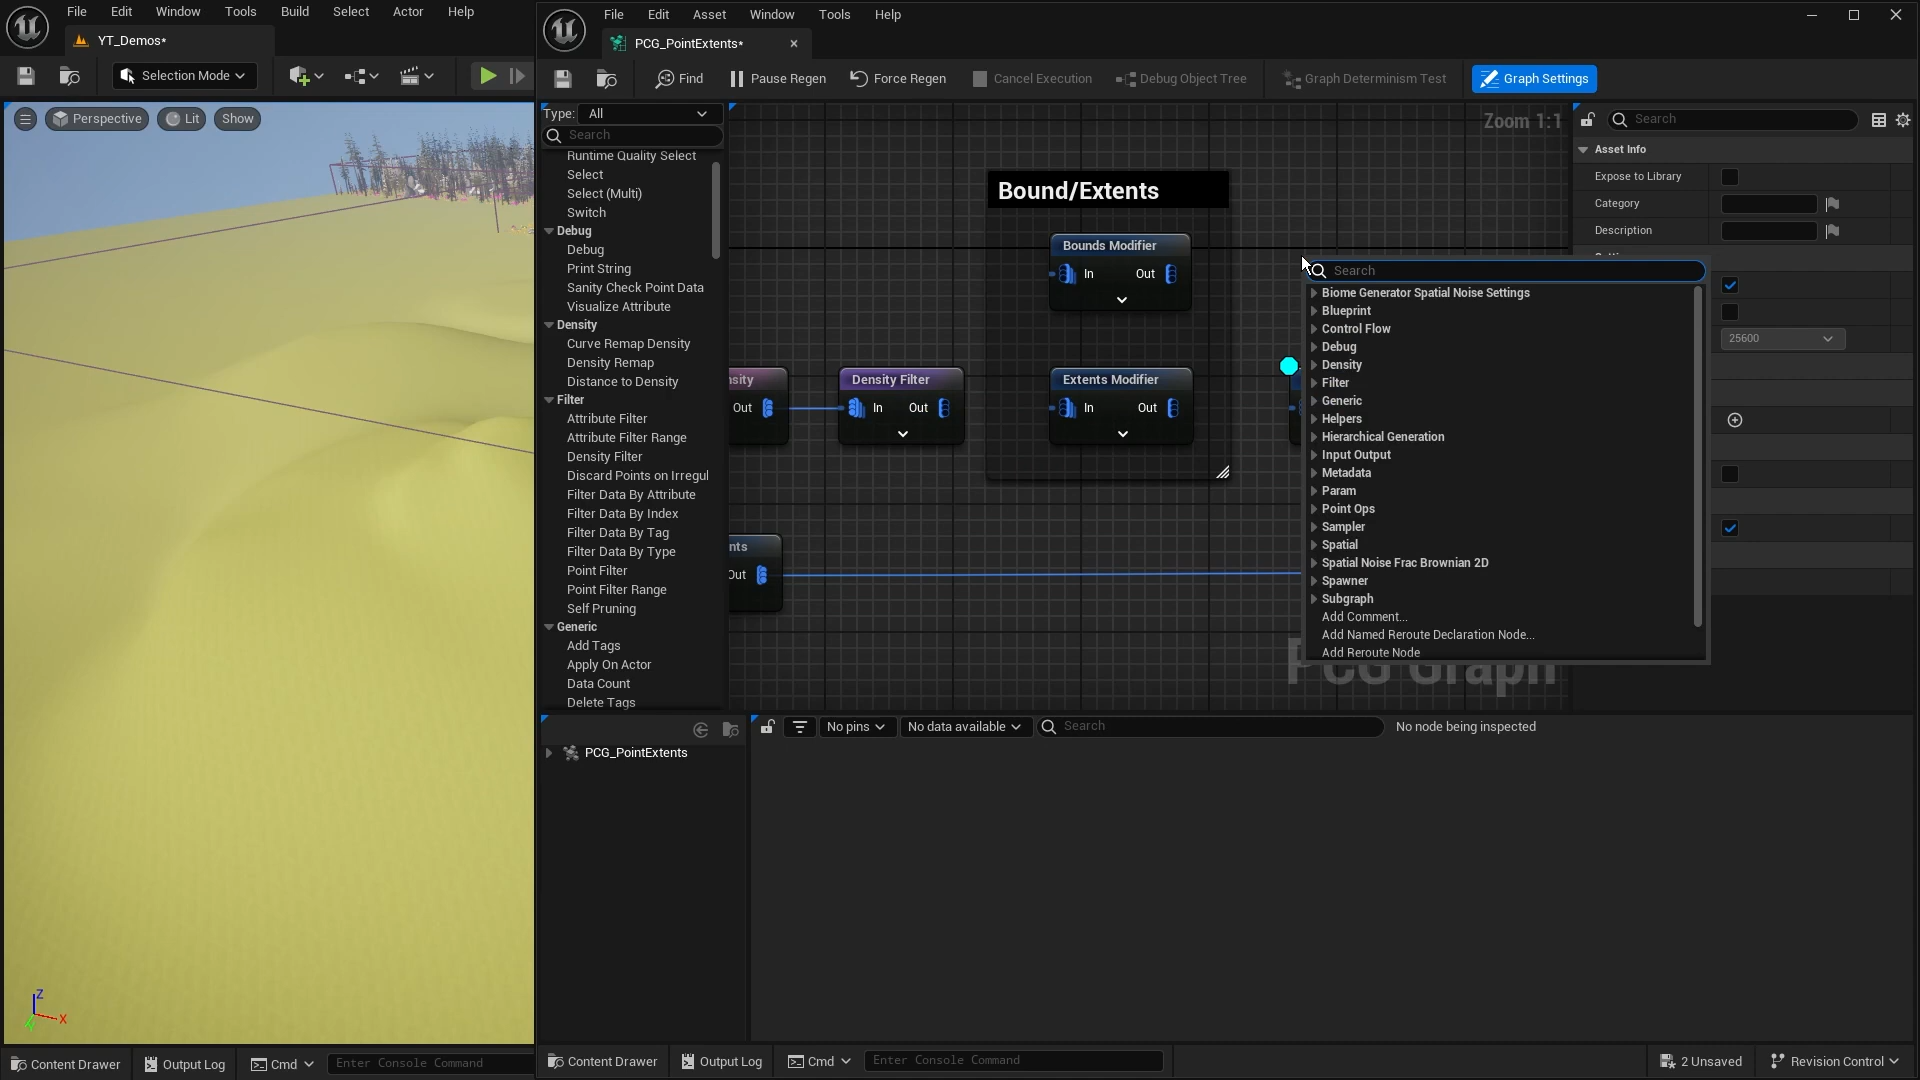 File Edit Window Tools Build Select Actor Help
YT_Demos*
Selection Mode
Perspective Lit Show
File Edit Asset Window Tools Help
PCG_PointExtents*
Find Pause Regen Force Regen Cancel Execution Debug Object Tree Graph Determinism Test Graph Settings
Type: All
Search
Runtime Quality Select
Select
Select (Multi)
Switch
Debug
Debug
Print String
Sanity Check Point Data
Visualize Attribute
Density
Curve Remap Density
Density Remap
Distance to Density
Filter
Attribute Filter
Attribute Filter Range
Density Filter
Discard Points on Irregul
Filter Data By Attribute
Filter Data By Index
Filter Data By Tag
Filter Data By Type
Point Filter
Point Filter Range
Self Pruning
Generic
Add Tags
Apply On Actor
Data Count
Delete Tags
Zoom 1:1
Bound/Extents
Bounds Modifier
In Out
nsity
Out
Density Filter
In Out
Extents Modifier
In Out
nts
Out
PCG Graph
Search
Biome Generator Spatial Noise Settings
Blueprint
Control Flow
Debug
Density
Filter
Generic
Helpers
Hierarchical Generation
Input Output
Metadata
Param
Point Ops
Sampler
Spatial
Spatial Noise Frac Brownian 2D
Spawner
Subgraph
Add Comment...
Add Named Reroute Declaration Node...
Add Reroute Node
Search
Asset Info
Expose to Library
Category
Description
25600
PCG_PointExtents
No pins No data available Search No node being inspected
X
Z
Content Drawer Output Log Cmd Enter Console Command
Content Drawer Output Log Cmd Enter Console Command 2 Unsaved Revision Control